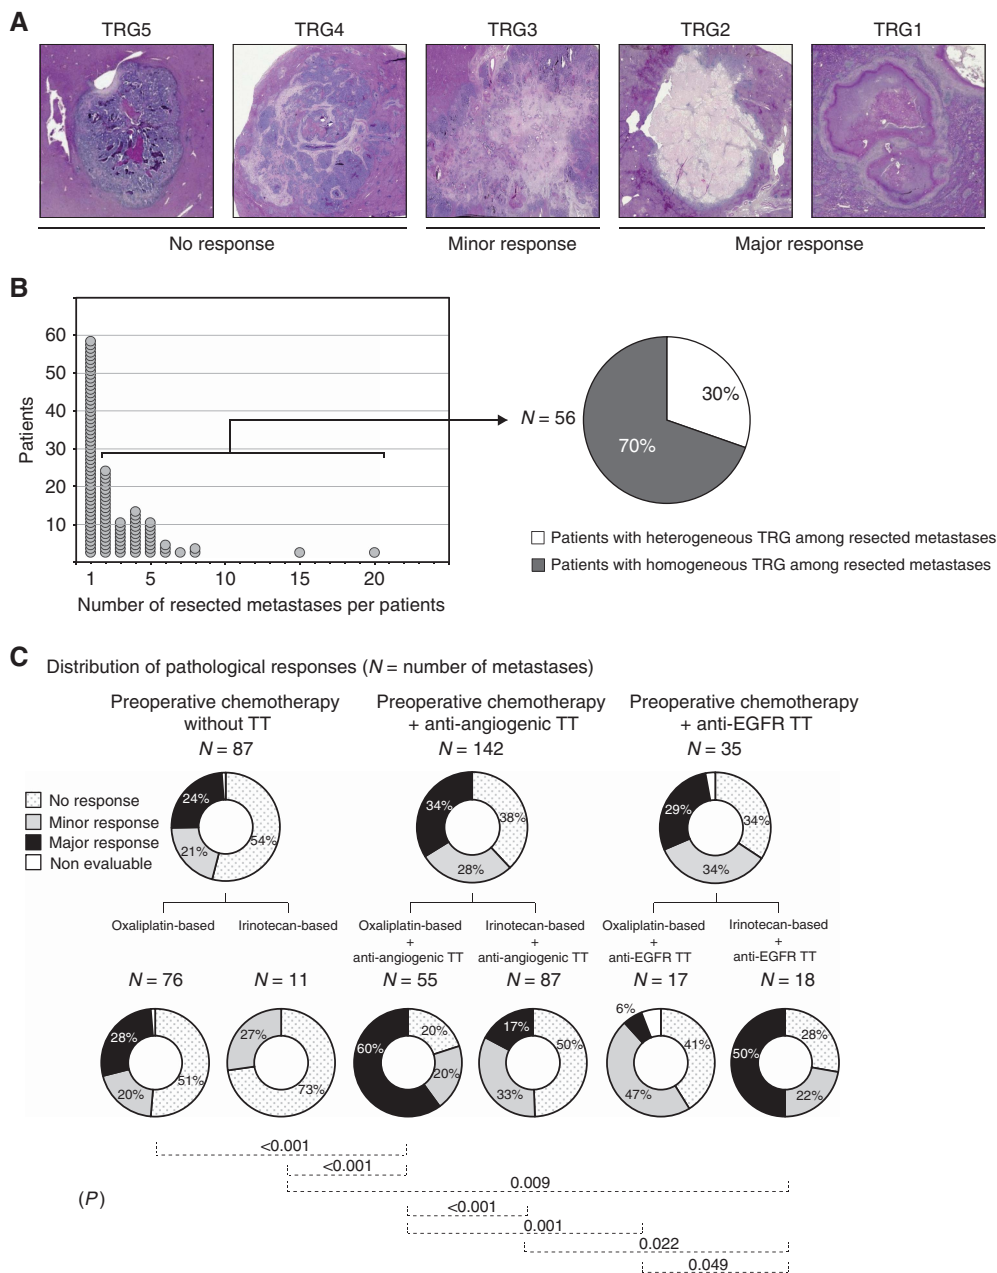 A
TRG5 TRG4 TRG3 TRG2 TRG1
No response Minor response Major response
B
Patients
60
50
40
30
20
10
1 5 10 15 20
Number of resected metastases per patients
N = 56
30%
70%
Patients with heterogeneous TRG among resected metastases
Patients with homogeneous TRG among resected metastases
C
Distribution of pathological responses (N = number of metastases)
Preoperative chemotherapy
without TT
N = 87
Preoperative chemotherapy
+ anti-angiogenic TT
N = 142
Preoperative chemotherapy
+ anti-EGFR TT
N = 35
No response
Minor response
Major response
Non evaluable
24%
54%
21%
34%
38%
28%
29%
34%
34%
Oxaliplatin-based
N = 76
Irinotecan-based
N = 11
Oxaliplatin-based
+
anti-angiogenic TT
N = 55
Irinotecan-based
+
anti-angiogenic TT
N = 87
Oxaliplatin-based
+
anti-EGFR TT
N = 17
Irinotecan-based
+
anti-EGFR TT
N = 18
28%
51%
20%
27%
73%
60%
20%
20%
17%
50%
33%
6%
41%
47%
50%
28%
22%
(P)
<0.001
<0.001
0.009
<0.001
0.001
0.022
0.049